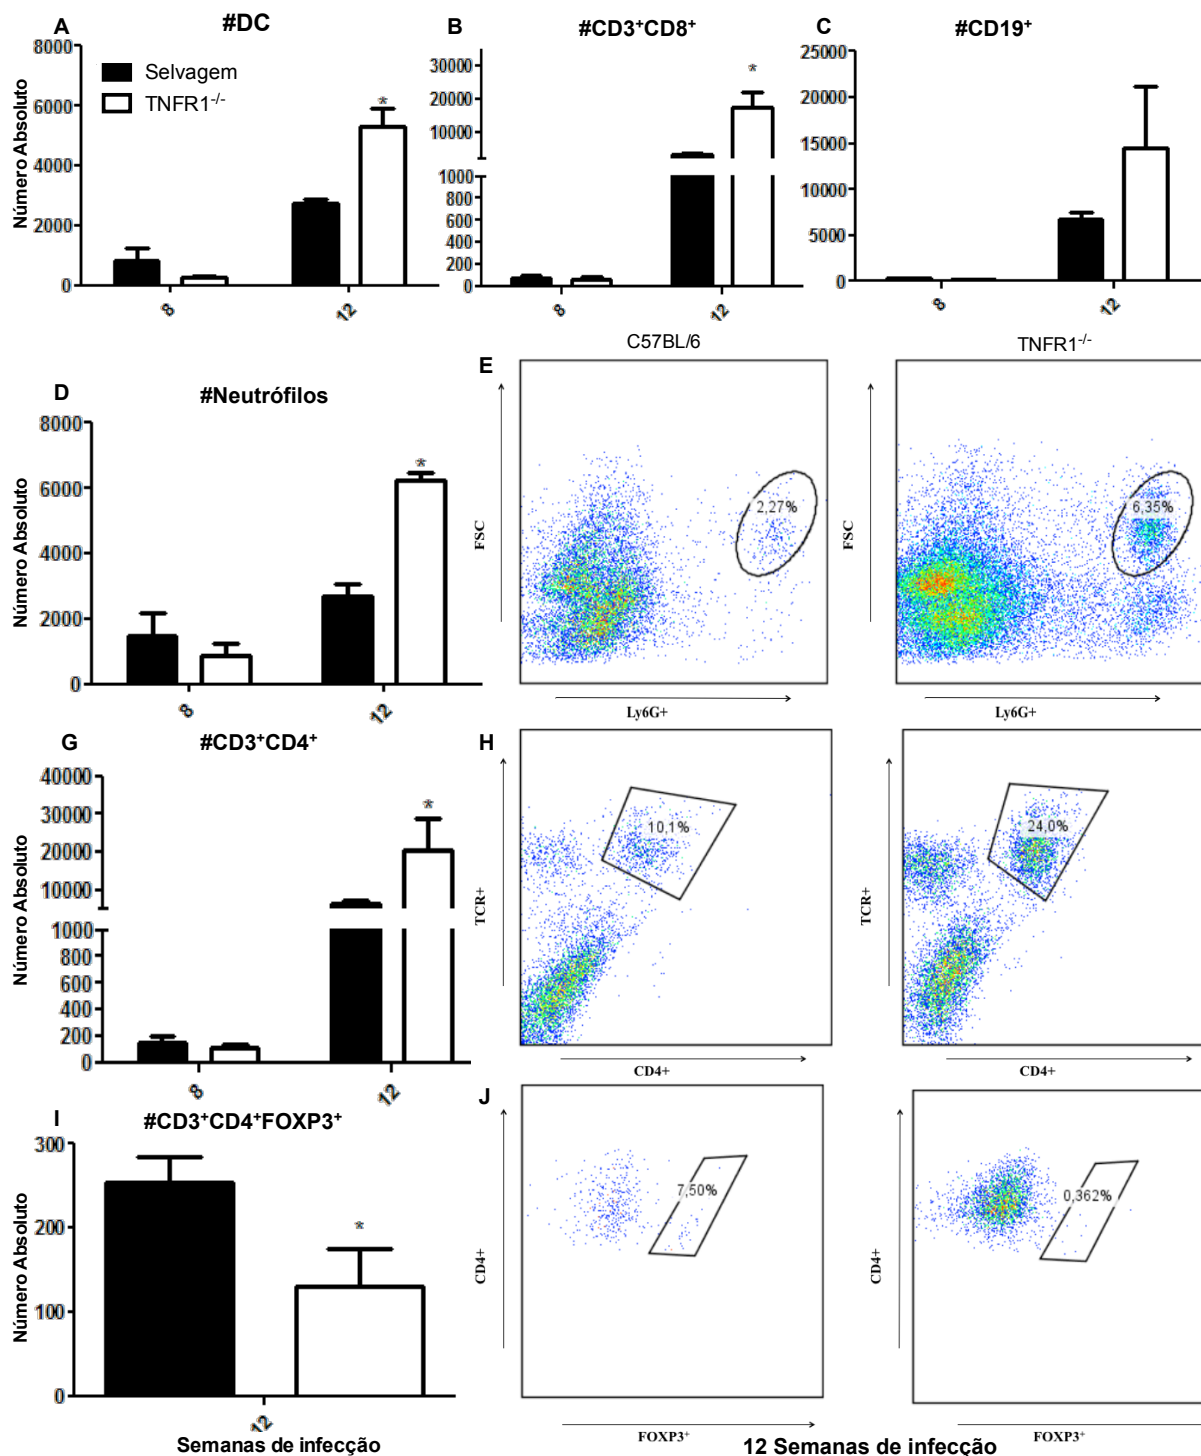 A
#DC
8000
6000
4000
2000
0
Número Absoluto
Selvagem
TNFR1-/-
*
8
12
B
#CD3+CD8+
30000
20000
10000
1000
800
600
400
200
0
*
8
12
C
#CD19+
25000
20000
15000
10000
5000
0
8
12
D
#Neutrófilos
8000
6000
4000
2000
0
Número Absoluto
*
8
12
C57BL/6
TNFR1-/-
E
FSC
2,27%
Ly6G+
FSC
6,35%
Ly6G+
G
#CD3+CD4+
40000
30000
20000
10000
1000
800
600
400
200
0
Número Absoluto
*
8
12
H
TCR+
10,1%
CD4+
TCR+
24,0%
CD4+
I
#CD3+CD4+FOXP3+
300
200
100
0
Número Absoluto
*
12
Semanas de infecção
J
CD4+
7,50%
FOXP3+
CD4+
0,362%
FOXP3+
12 Semanas de infecção